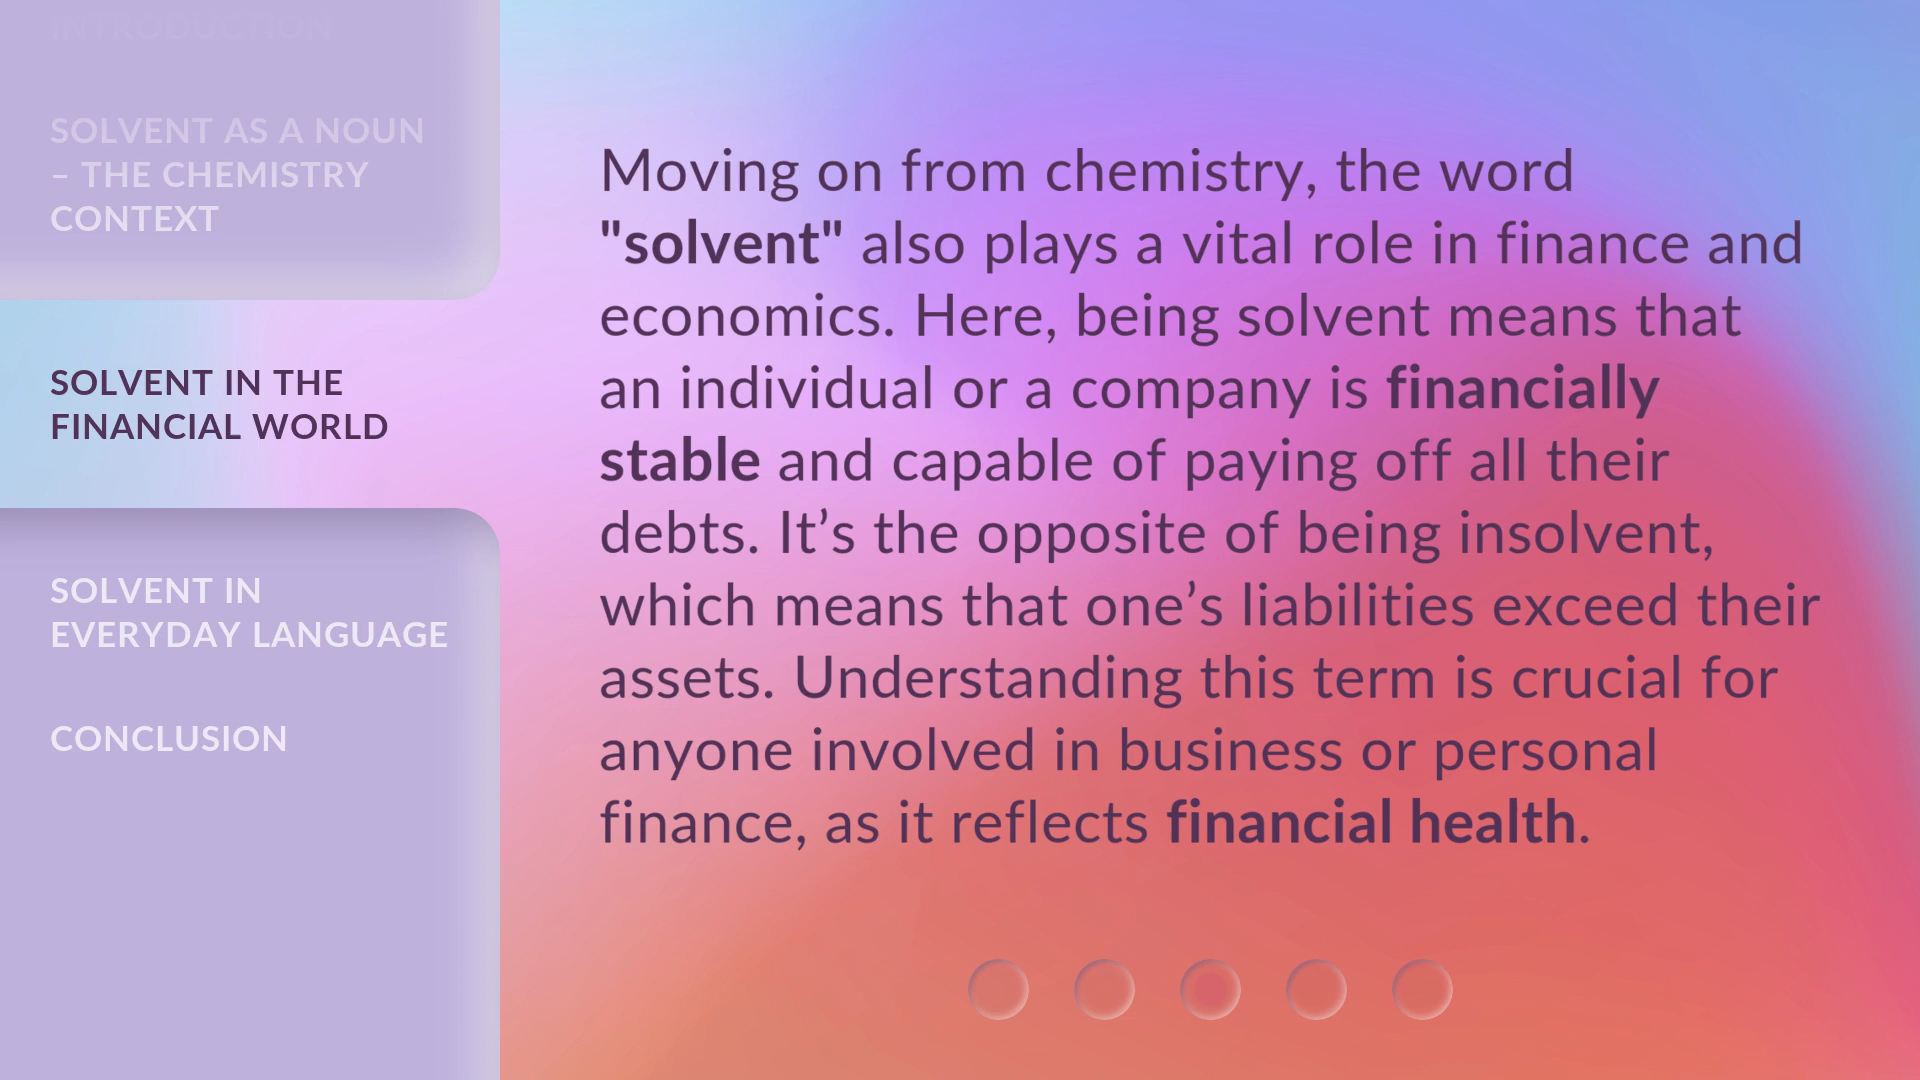 INTRODUCTION
SOLVENT AS A NOUN
– THE CHEMISTRY
CONTEXT
SOLVENT IN THE
FINANCIAL WORLD
SOLVENT IN
EVERYDAY LANGUAGE
CONCLUSION
Moving on from chemistry, the word
"solvent" also plays a vital role in finance and
economics. Here, being solvent means that
an individual or a company is financially
stable and capable of paying off all their
debts. It’s the opposite of being insolvent,
which means that one’s liabilities exceed their
assets. Understanding this term is crucial for
anyone involved in business or personal
finance, as it reflects financial health.